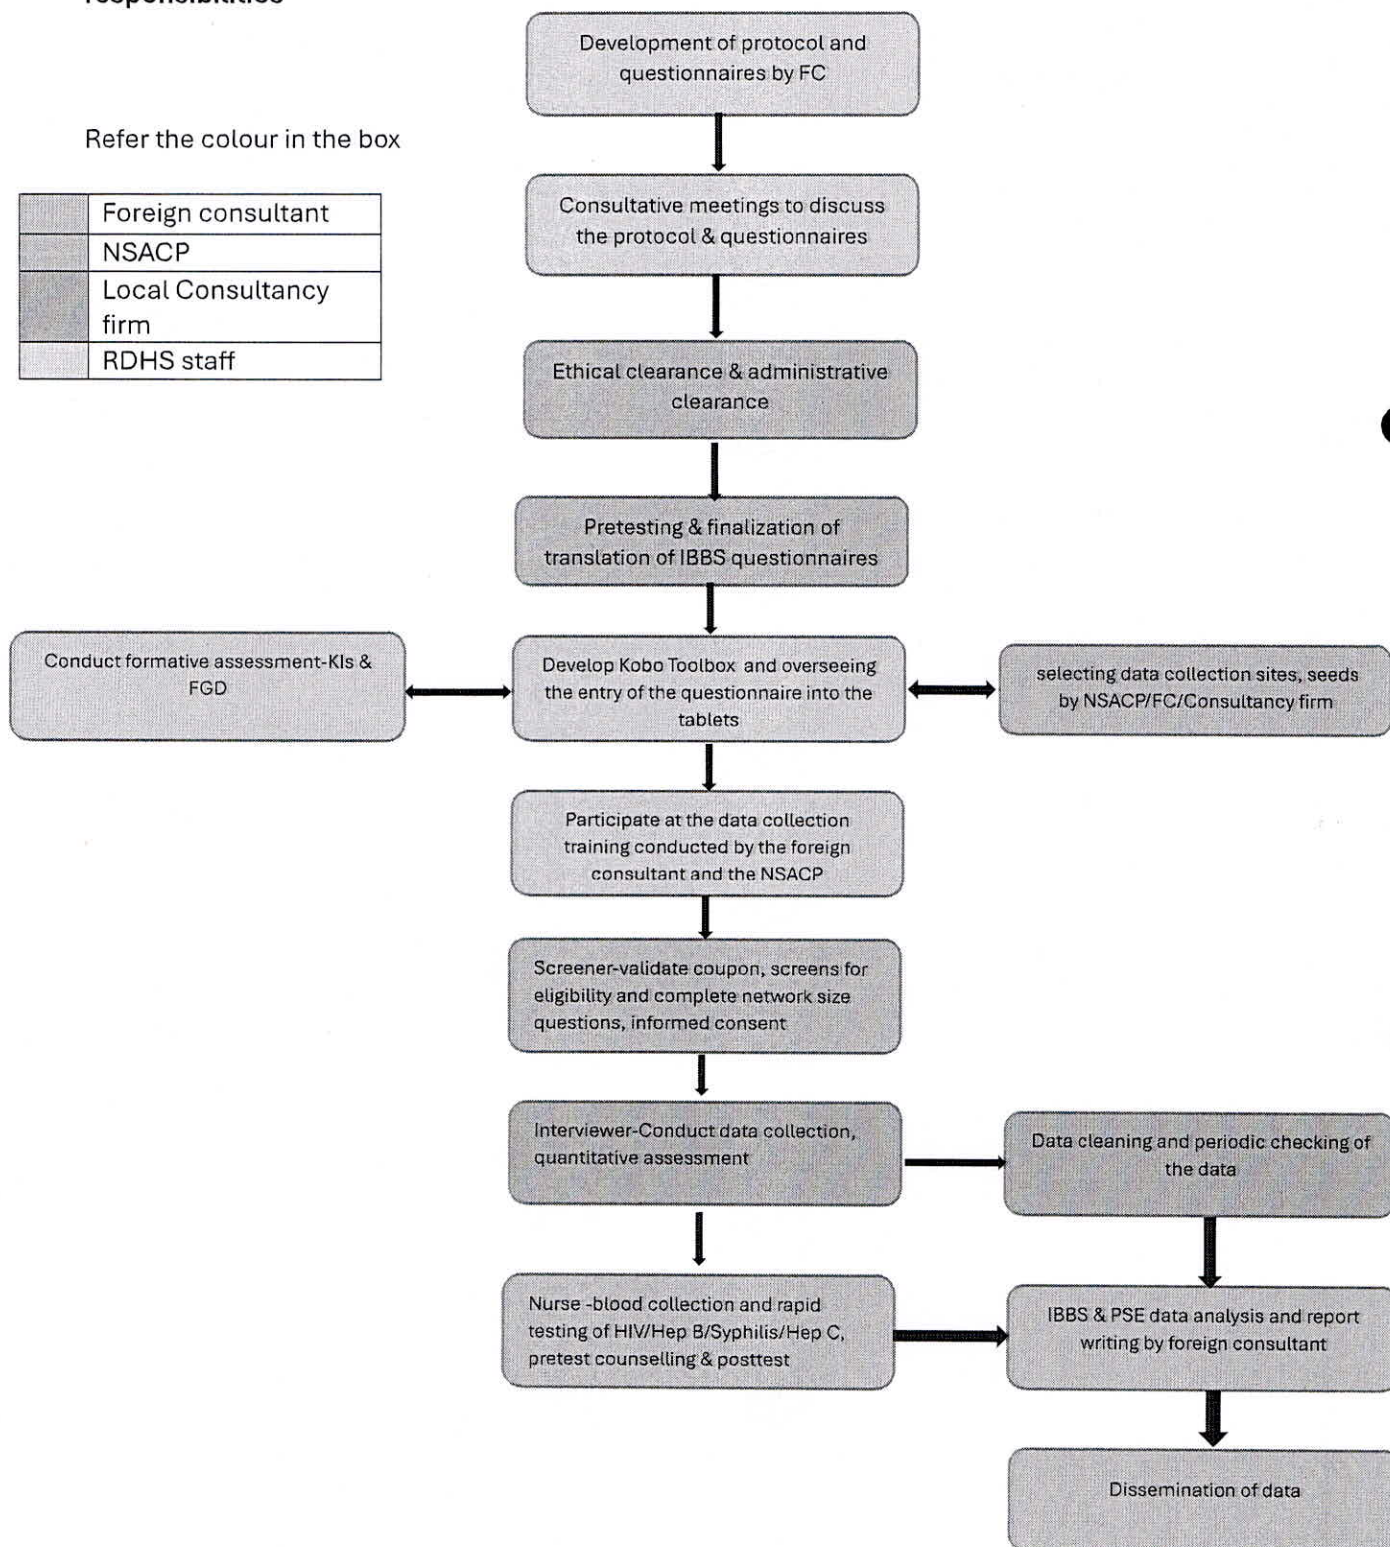 responsibilities
Development of protocol and
questionnaires by FC
Refer the colour in the box
Foreign consultant
NSACP
Local Consultancy
firm
RDHS staff
Consultative meetings to discuss
the protocol & questionnaires
Ethical clearance & administrative
clearance
Pretesting & finalization of
translation of IBBS questionnaires
Conduct formative assessment-KIs &
FGD
Develop Kobo Toolbox and overseeing
the entry of the questionnaire into the
tablets
selecting data collection sites, seeds
by NSACP/FC/Consultancy firm
Participate at the data collection
training conducted by the foreign
consultant and the NSACP
Screener-validate coupon, screens for
eligibility and complete network size
questions, informed consent
Interviewer-Conduct data collection,
quantitative assessment
Data cleaning and periodic checking of
the data
Nurse -blood collection and rapid
testing of HIV/Hep B/Syphilis/Hep C,
pretest counselling & posttest
IBBS & PSE data analysis and report
writing by foreign consultant
Dissemination of data